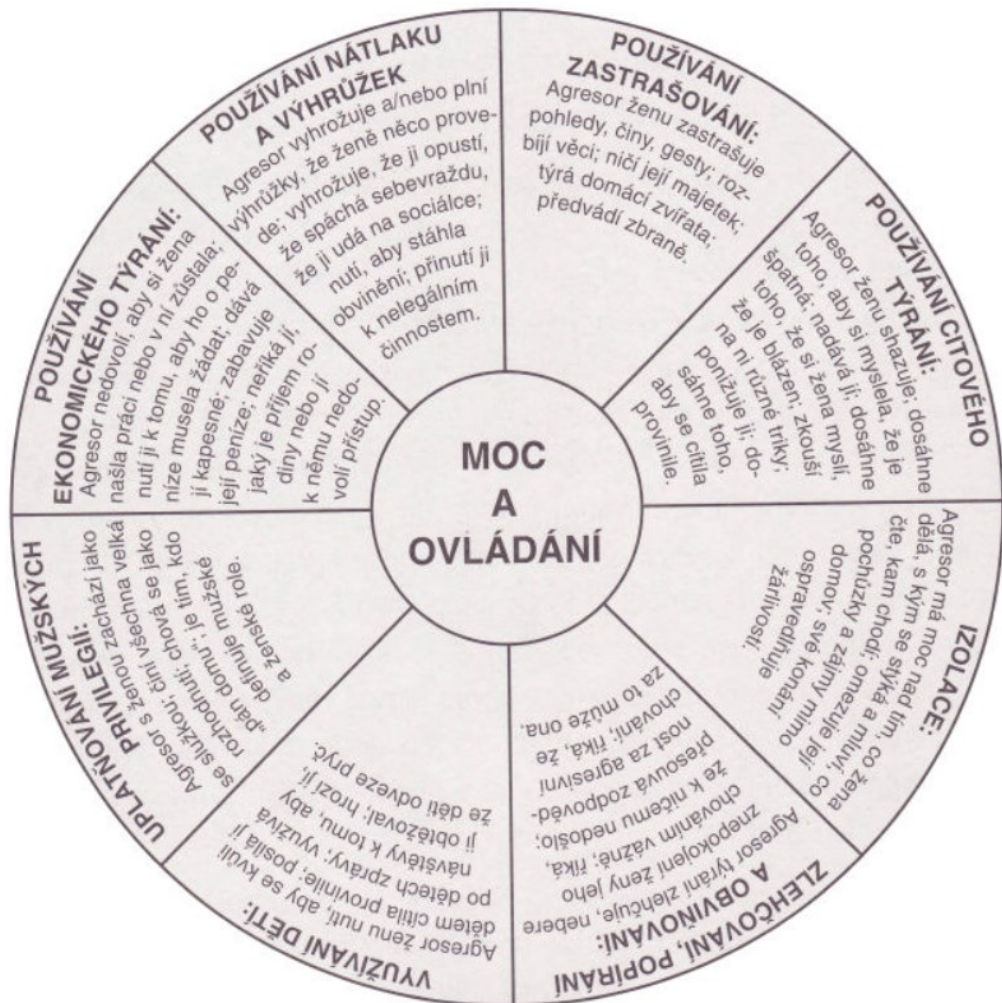 MOC
A
OVLÁDÁNÍ
POUŽÍVÁNÍ NÁTLAKU
A VÝHRŮŽEK
Agresor vyhrožuje a/nebo plní
výhrůžky, že ženě něco prove-
de; vyhrožuje, že ji opustí,
že spáchá sebevraždu,
že ji udá na sociálce;
nutí, aby stáhla
obvinění; přinutí ji
k nelegálním
činnostem.
POUŽÍVÁNÍ
ZASTRAŠOVÁNÍ:
Agresor ženu zastrašuje
pohledy, činy, gesty; roz-
bíjí věci; ničí její majetek;
týrá domácí zvířata;
předvádí zbraně.
POUŽÍVÁNÍ CITOVÉHO
TÝRÁNÍ:
Agresor ženu shazuje; dosáhne
toho, aby si myslela, že je
špatná; nadává jí; dosáhne
toho, že si žena myslí,
že je blázen; zkouší
na ni různé triky;
ponižuje ji; do-
sáhne toho,
aby se cítila
provinile.
IZOLACE:
Agresor má moc nad tím, co žena
dělá, s kým se stýká a mluví, co
čte, kam chodí; omezuje její
pochůzky a zájmy mimo
domov; své konání
ospravedlňuje
žárlivostí.
ZLEHČOVÁNÍ, POPÍRÁNÍ
A OBVIŇOVÁNÍ:
Agresor týrání zlehčuje, nebere
znepokojení ženy jeho
chováním vážně; říká,
že k ničemu nedošlo;
přesouvá zodpověd-
nost za agresivní
chování; říká, že
za to může ona.
VYUŽÍVÁNÍ DĚTÍ:
Agresor ženu nutí, aby se kvůli
dětem cítila provinile; posílá jí
po dětech zprávy; využívá
návštěvy k tomu, aby
ji obtěžoval; hrozí jí,
že děti odveze pryč.
UPLATŇOVÁNÍ MUŽSKÝCH
PRIVILEGIÍ:
Agresor s ženou zachází jako
se služkou; činí všechna velká
rozhodnutí; chová se jako
„pán domu“; je tím, kdo
definuje mužské
a ženské role.
POUŽÍVÁNÍ
EKONOMICKÉHO TÝRÁNÍ:
Agresor nedovolí, aby si žena
našla práci nebo v ní zůstala;
nutí ji k tomu, aby ho o pe-
níze musela žádat; dává
jí kapesné; zabavuje
její peníze; neříká jí,
jaký je příjem ro-
diny nebo jí
k němu nedo-
volí přístup.